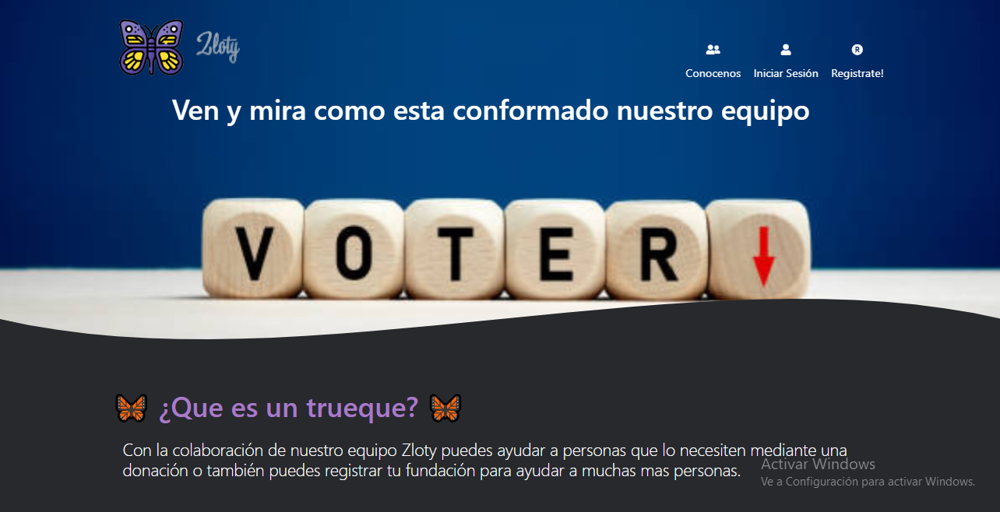 Zloty
Conocenos Iniciar Sesión Registrate!
Ven y mira como esta conformado nuestro equipo
VOTER
¿Que es un trueque?
Con la colaboración de nuestro equipo Zloty puedes ayudar a personas que lo necesiten mediante una
donación o también puedes registrar tu fundación para ayudar a muchas mas personas.
Activar Windows
Ve a Configuración para activar Windows.